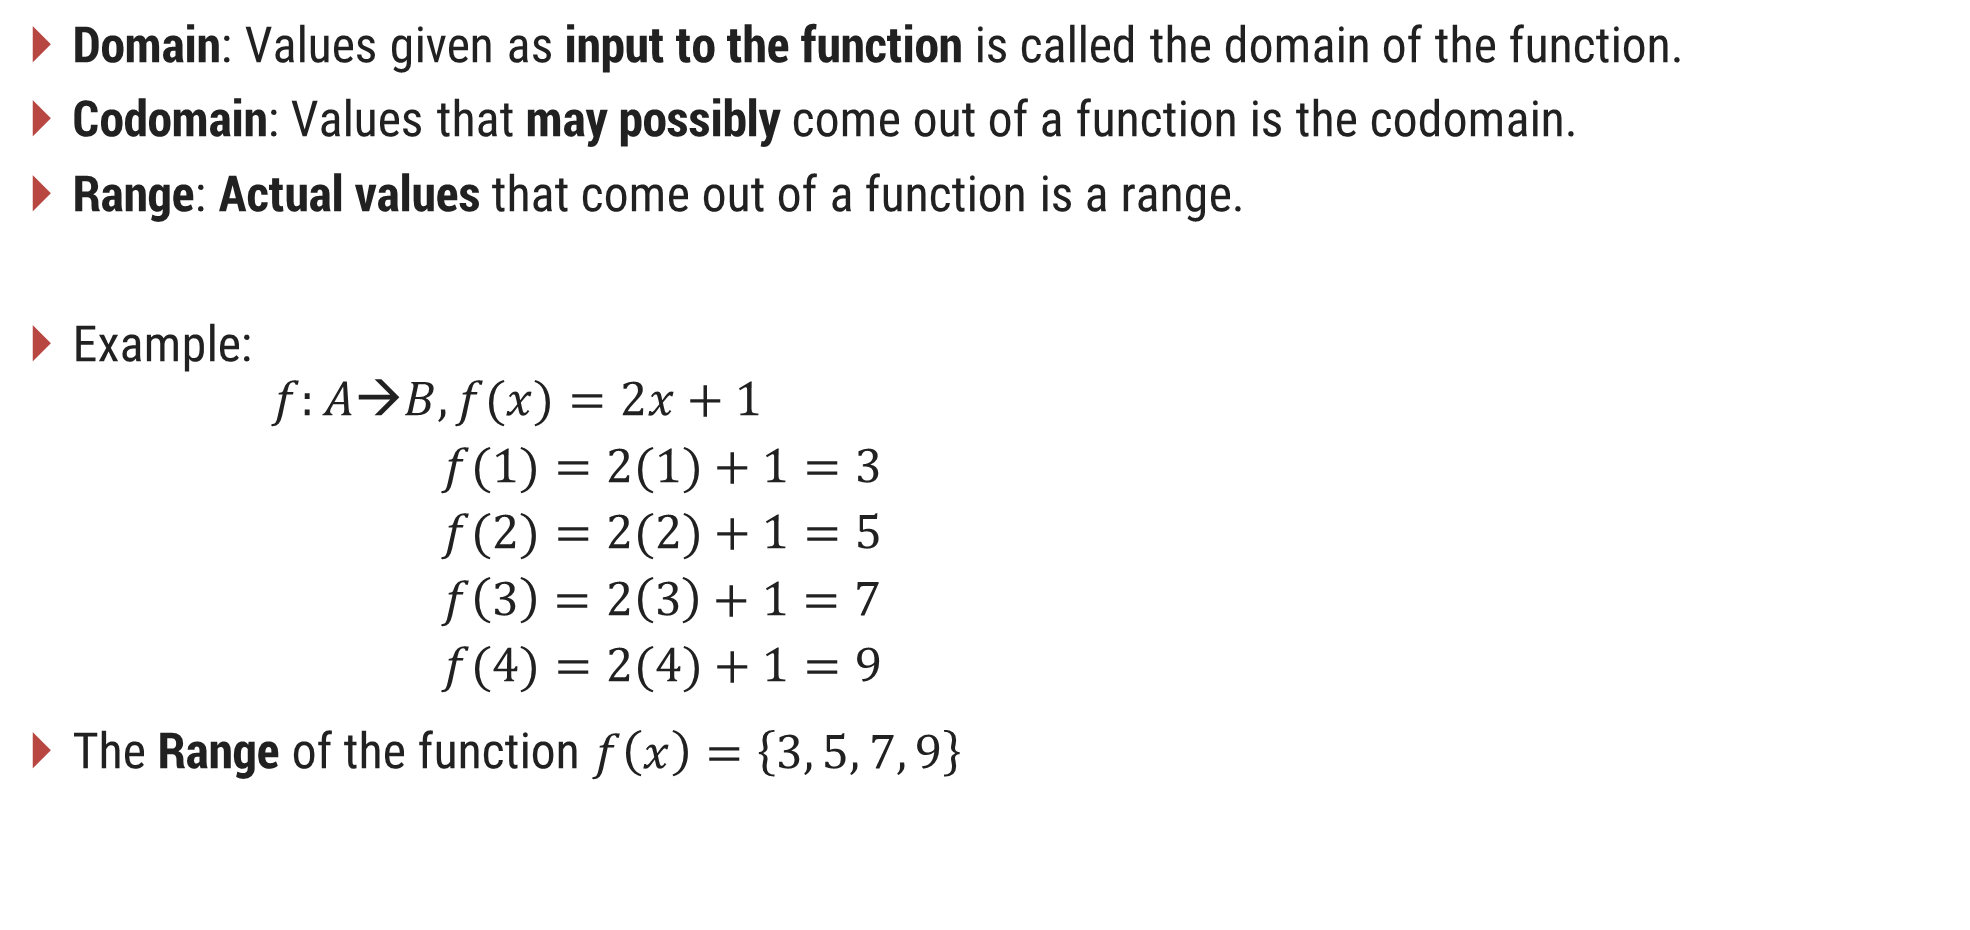 Domain: Values given as input to the function is called the domain of the function.
Codomain: Values that may possibly come out of a function is the codomain.
Range: Actual values that come out of a function is a range.
Example:
f: A→B, f(x) = 2x + 1
f(1) = 2(1) + 1 = 3
f(2) = 2(2) + 1 = 5
f(3) = 2(3) + 1 = 7
f(4) = 2(4) + 1 = 9
The Range of the function f(x) = {3, 5, 7, 9}